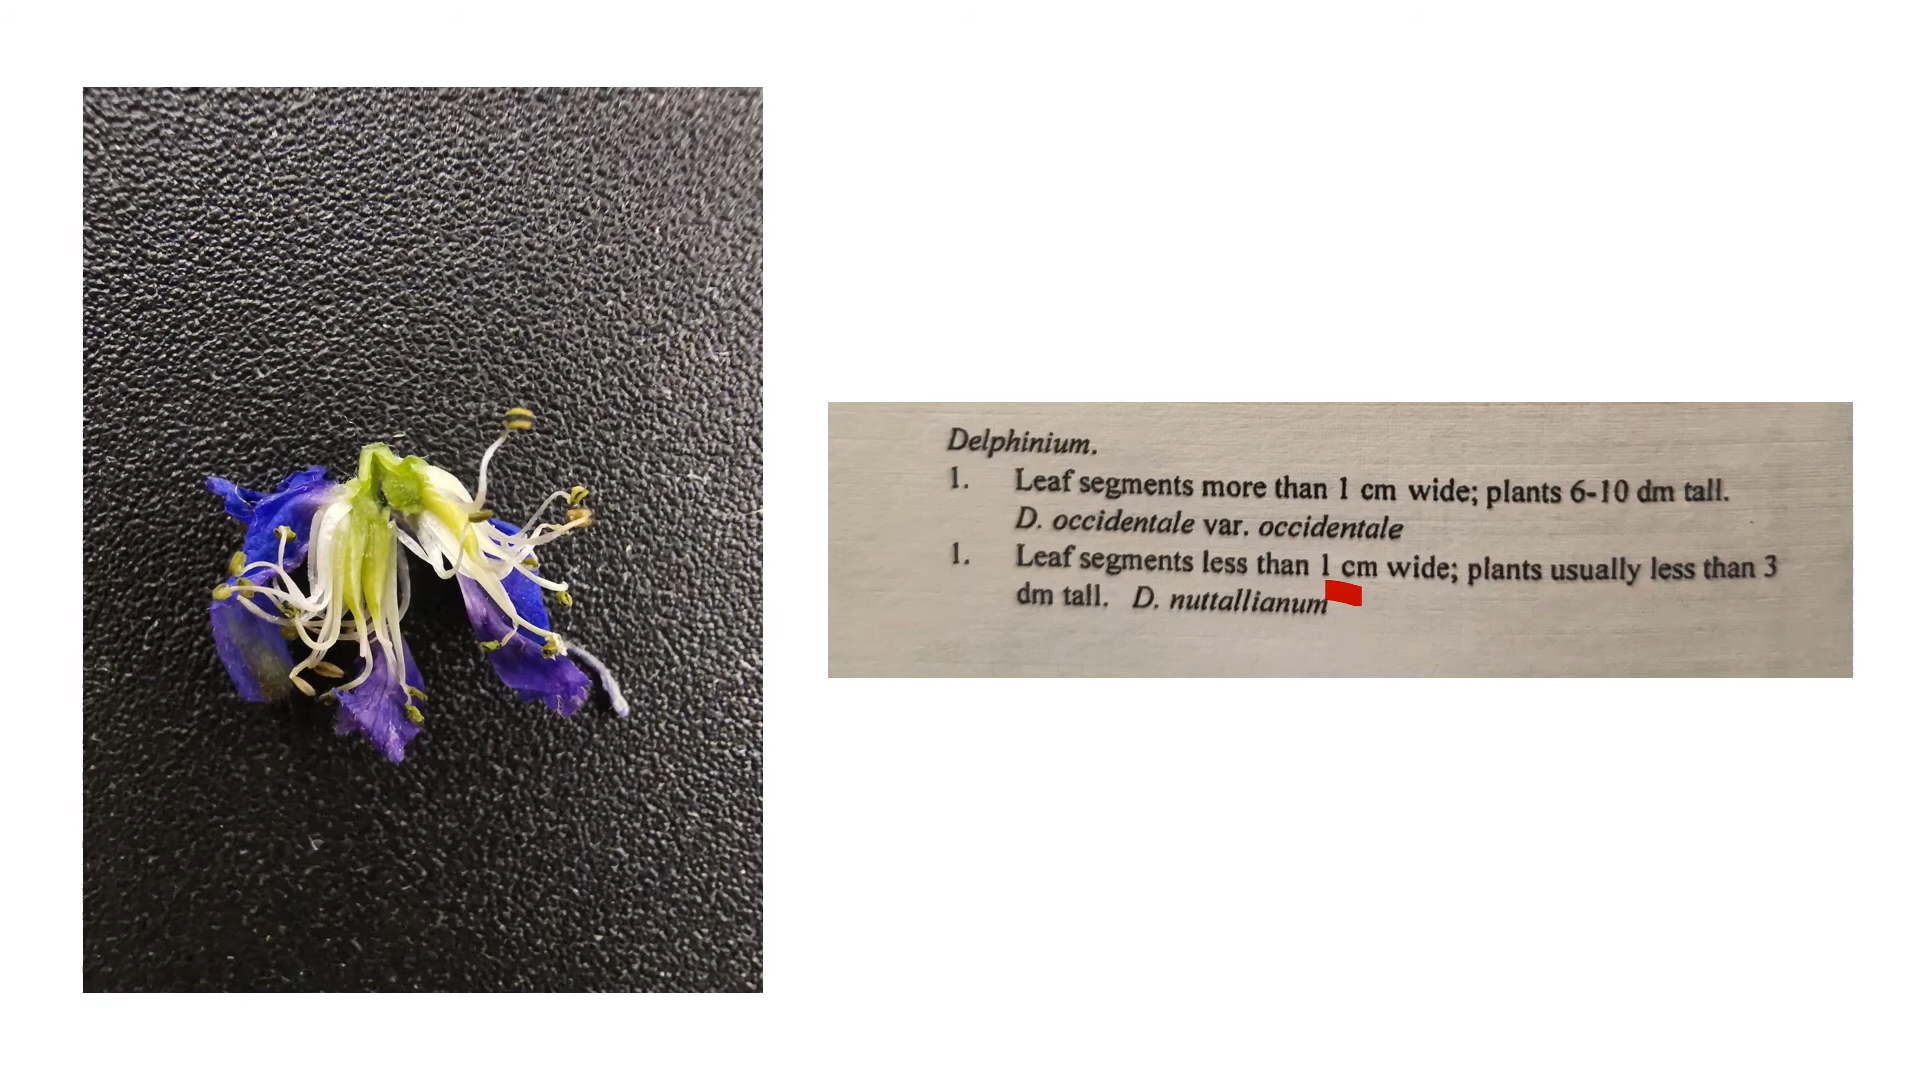 Delphinium.
1. Leaf segments more than 1 cm wide; plants 6-10 dm tall.
D. occidentale var. occidentale
1. Leaf segments less than 1 cm wide; plants usually less than 3
dm tall. D. nuttallianum